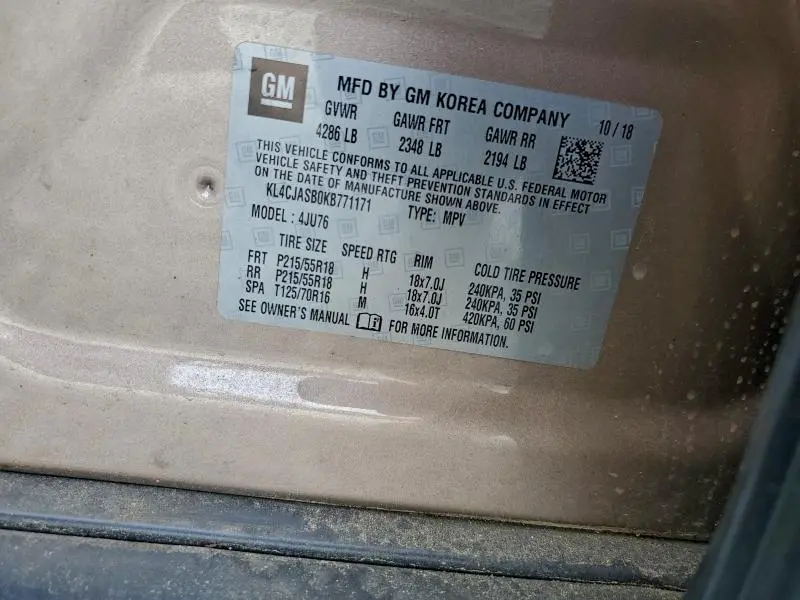 GM
MFD BY GM KOREA COMPANY 10/18
GVWR GAWR FRT GAWR RR
4286 LB 2348 LB 2194 LB
THIS VEHICLE CONFORMS TO ALL APPLICABLE U.S. FEDERAL MOTOR
VEHICLE SAFETY AND THEFT PREVENTION STANDARDS IN EFFECT
ON THE DATE OF MANUFACTURE SHOWN ABOVE.
KL4CJASB0KB771171 TYPE: MPV
MODEL : 4JU76
TIRE SIZE SPEED RTG RIM COLD TIRE PRESSURE
FRT P215/55R18 H 18x7.0J 240KPA, 35 PSI
RR P215/55R18 H 18x7.0J 240KPA, 35 PSI
SPA T125/70R16 M 16x4.0T 420KPA, 60 PSI
SEE OWNER'S MANUAL FOR MORE INFORMATION.